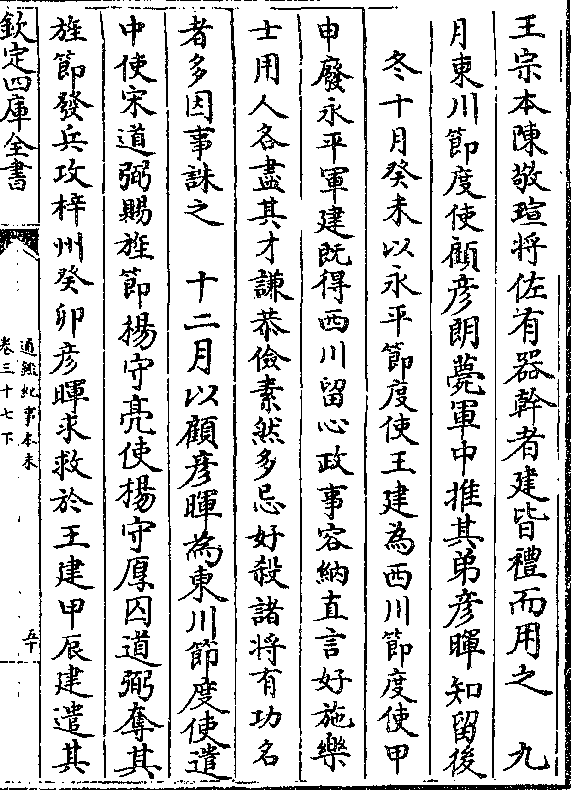 王宗本陳敬瑄將佐有器幹者建皆禮而用之　九
月東川節度使顧彦朗薨軍中推其弟彦暉知留後
冬十月癸未以永平節度使王建為西川節度使甲
申廢永平軍建既得西川留心政事容納直言好施樂
士用人各盡其才謙恭儉素然多忌好殺諸將有功名
者多因事誅之　十二月以顧彦暉為東川節度使遣
中使宋道弼賜旌節揚守亮使揚守厚囚道弼奪其
旌節發兵攻梓州癸卯彦暉求救於王建甲辰建遣其
欽定四庫全書
通鑑紀事本末
卷三十七下
五十